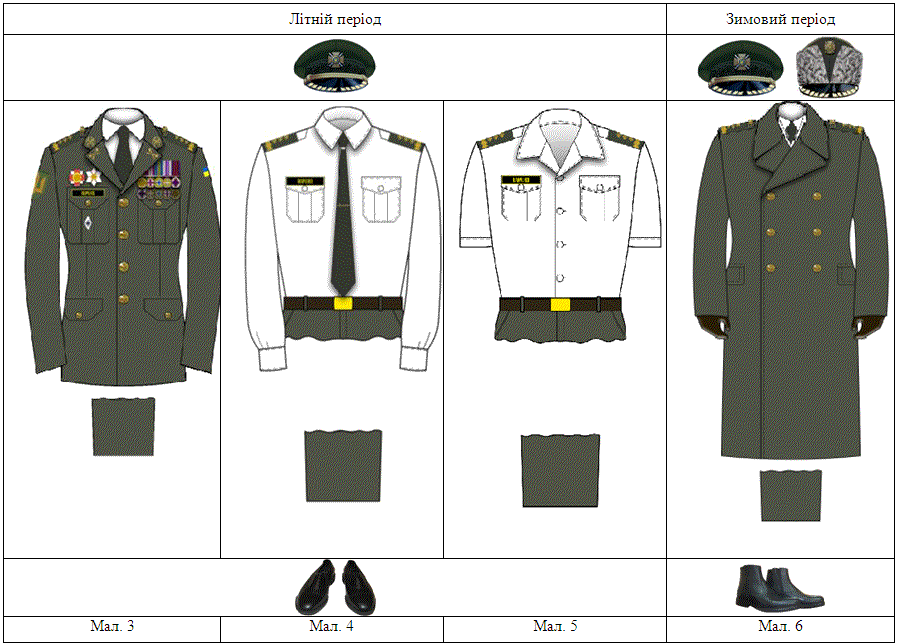 Літній період
Зимовий період
Мал. 3
Мал. 4
Мал. 5
Мал. 6